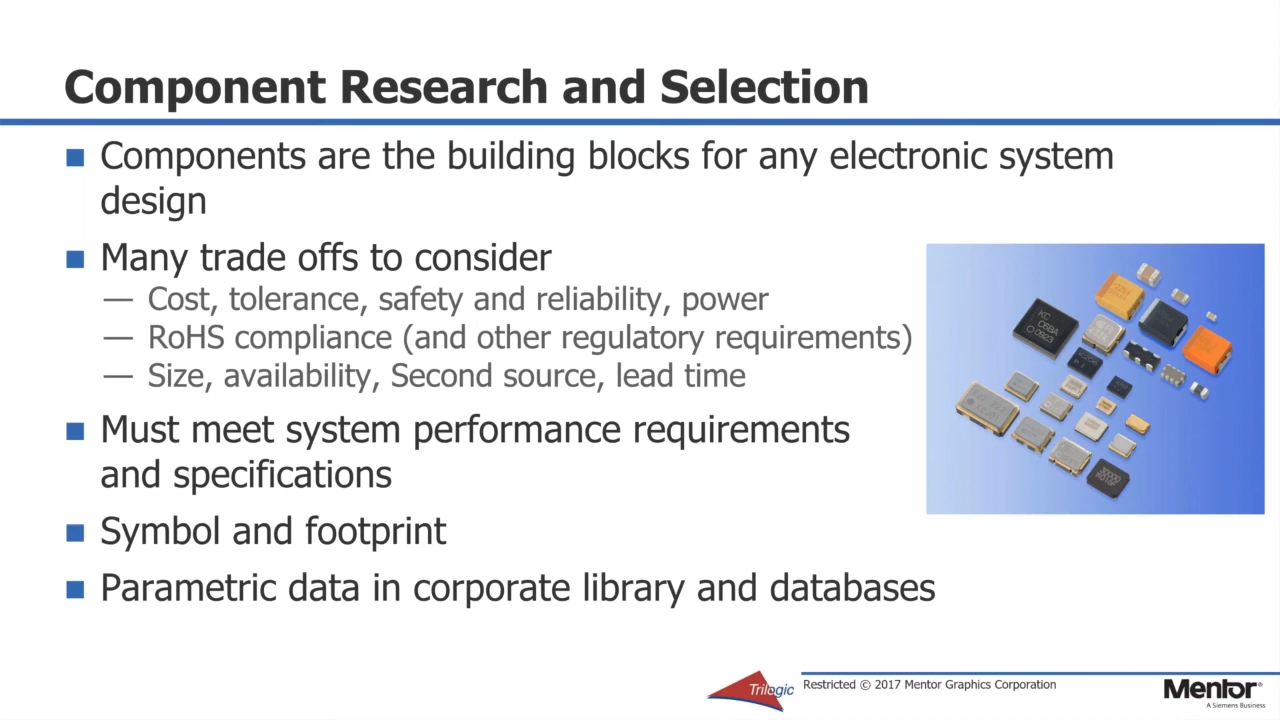 Component Research and Selection
Components are the building blocks for any electronic system
design
Many trade offs to consider
— Cost, tolerance, safety and reliability, power
— RoHS compliance (and other regulatory requirements)
— Size, availability, Second source, lead time
Must meet system performance requirements
and specifications
Symbol and footprint
Parametric data in corporate library and databases
KC
06BA
0923
Trilogic
Restricted © 2017 Mentor Graphics Corporation
Mentor®
A Siemens Business